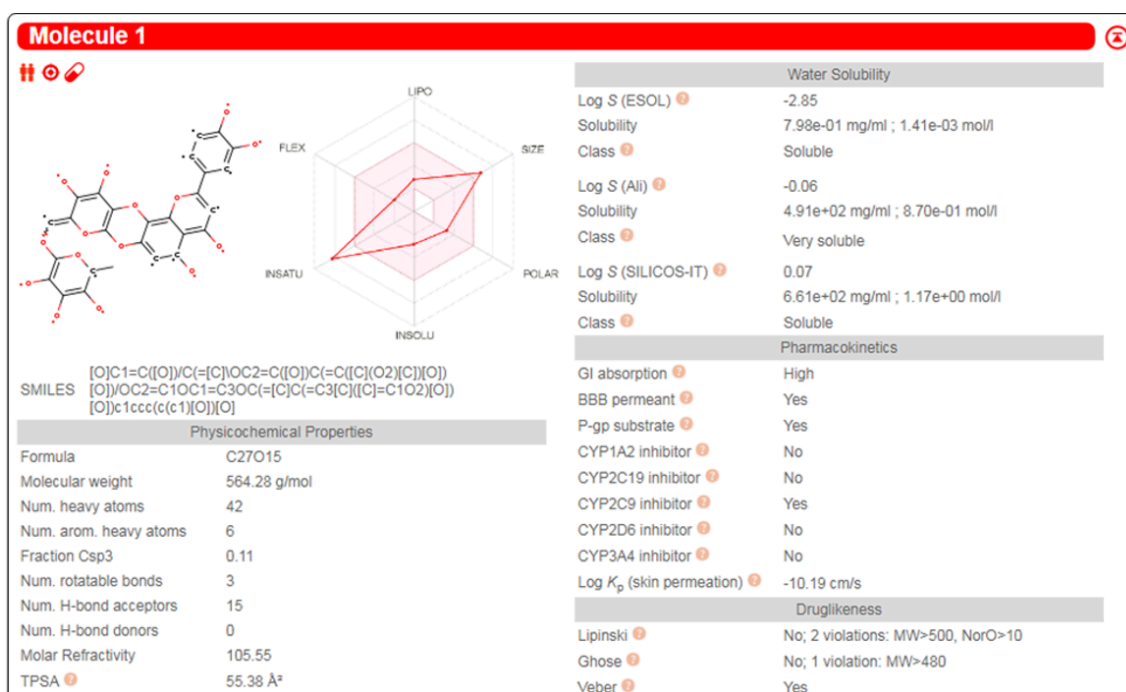 Molecule 1
LIPO
FLEX
SIZE
INSATU
POLAR
INSOLU
SMILES
[O]C1=C([O])/C(=[C]\OC2=C([O])C(=C([C](O2)[C])[O])
[O])/OC2=C1OC1=C3OC(=[C]C(=C3[C]([C]=C1O2)[O])
[O])c1ccc(c(c1)[O])[O]
Physicochemical Properties
Formula C27O15
Molecular weight 564.28 g/mol
Num. heavy atoms 42
Num. arom. heavy atoms 6
Fraction Csp3 0.11
Num. rotatable bonds 3
Num. H-bond acceptors 15
Num. H-bond donors 0
Molar Refractivity 105.55
TPSA 55.38 Å²
Water Solubility
Log S (ESOL) -2.85
Solubility 7.98e-01 mg/ml ; 1.41e-03 mol/l
Class Soluble
Log S (Ali) -0.06
Solubility 4.91e+02 mg/ml ; 8.70e-01 mol/l
Class Very soluble
Log S (SILICOS-IT) 0.07
Solubility 6.61e+02 mg/ml ; 1.17e+00 mol/l
Class Soluble
Pharmacokinetics
GI absorption High
BBB permeant Yes
P-gp substrate Yes
CYP1A2 inhibitor No
CYP2C19 inhibitor No
CYP2C9 inhibitor Yes
CYP2D6 inhibitor No
CYP3A4 inhibitor No
Log Kp (skin permeation) -10.19 cm/s
Druglikeness
Lipinski No; 2 violations: MW>500, NorO>10
Ghose No; 1 violation: MW>480
Veber Yes